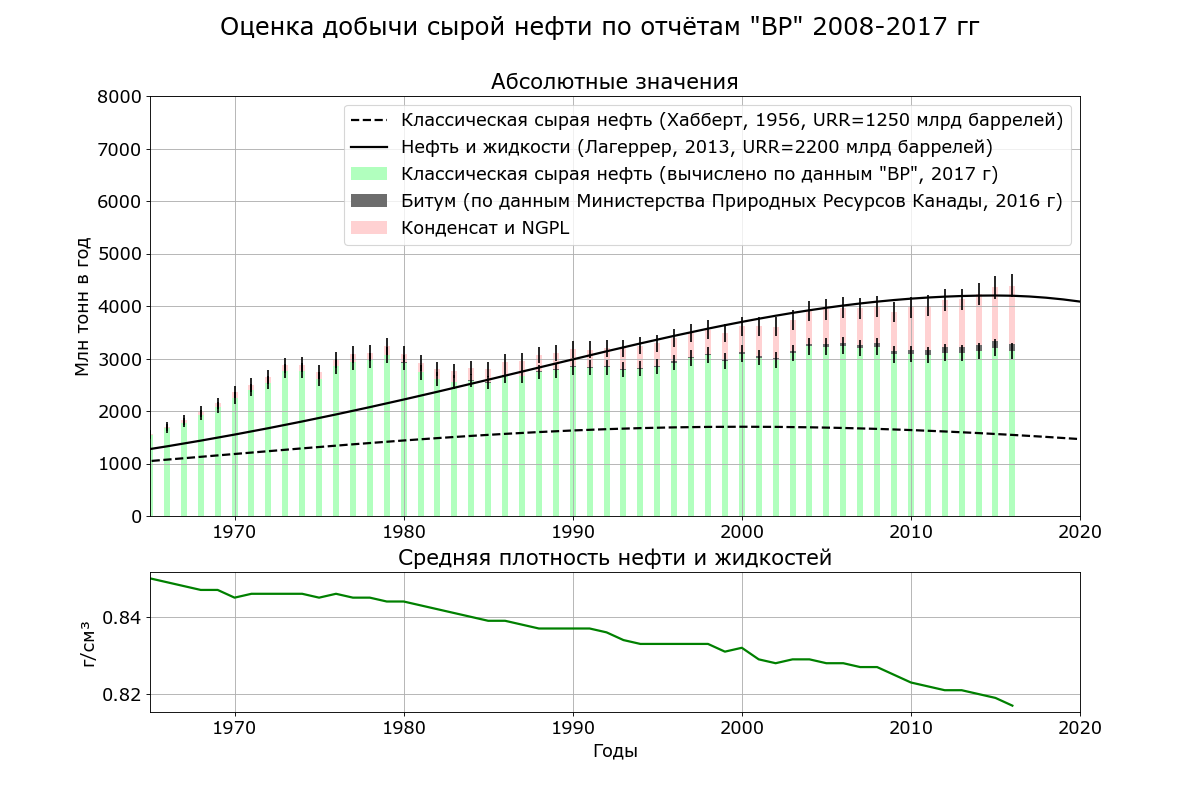 Оценка добычи сырой нефти по отчётам "BP" 2008-2017 гг
Абсолютные значения
8000
7000
6000
5000
4000
3000
2000
1000
0
Млн тонн в год
Классическая сырая нефть (Хабберт, 1956, URR=1250 млрд баррелей)
Нефть и жидкости (Лагеррер, 2013, URR=2200 млрд баррелей)
Классическая сырая нефть (вычислено по данным "BP", 2017 г)
Битум (по данным Министерства Природных Ресурсов Канады, 2016 г)
Конденсат и NGPL
1970 1980 1990 2000 2010 2020
Средняя плотность нефти и жидкостей
0.84
0.82
г/см³
1970 1980 1990 2000 2010 2020
Годы